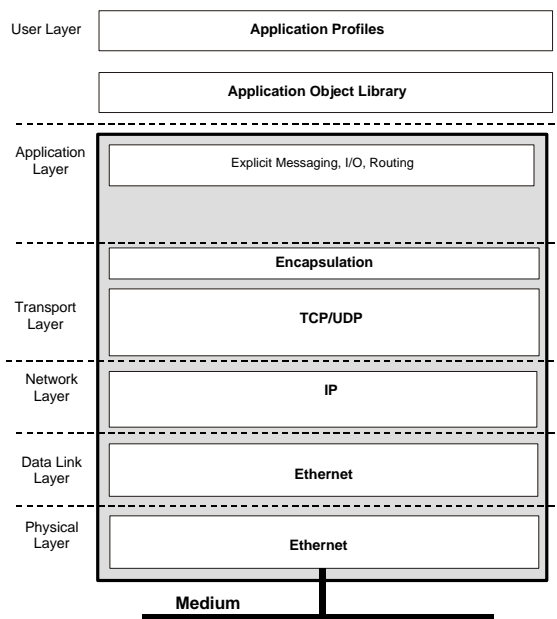 User Layer
Application Profiles
Application Object Library
Application
Layer
Explicit Messaging, I/O, Routing
Encapsulation
Transport
Layer
TCP/UDP
Network
Layer
IP
Data Link
Layer
Ethernet
Physical
Layer
Ethernet
Medium